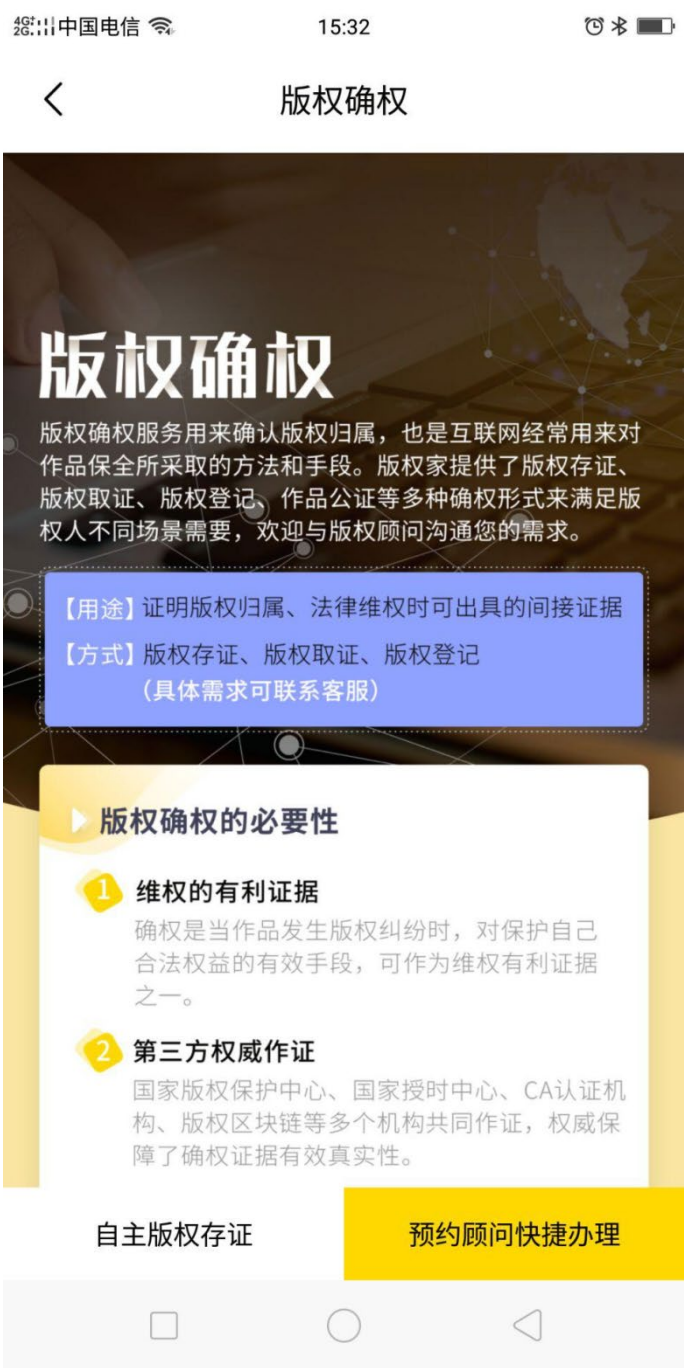 4G+ 2G 中国电信 15:32
版权确权
版权确权
版权确权服务用来确认版权归属，也是互联网经常用来对
作品保全所采取的方法和手段。版权家提供了版权存证、
版权取证、版权登记、作品公证等多种确权形式来满足版
权人不同场景需要，欢迎与版权顾问沟通您的需求。
【用途】证明版权归属、法律维权时可出具的间接证据
【方式】版权存证、版权取证、版权登记
（具体需求可联系客服）
版权确权的必要性
1 维权的有利证据
确权是当作品发生版权纠纷时，对保护自己
合法权益的有效手段，可作为维权有利证据
之一。
2 第三方权威作证
国家版权保护中心、国家授时中心、CA认证机
构、版权区块链等多个机构共同作证，权威保
障了确权证据有效真实性。
自主版权存证 预约顾问快捷办理